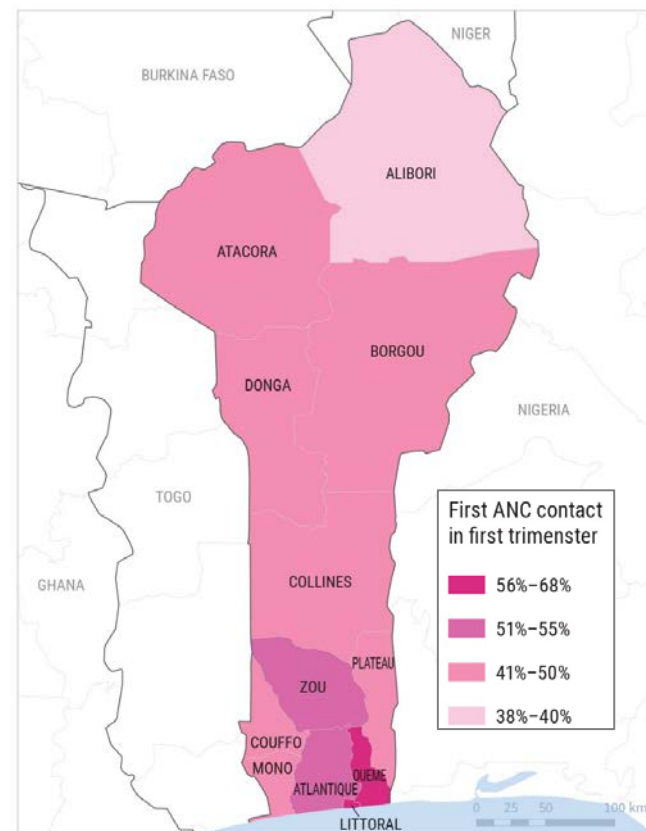 NIGER
BURKINA FASO
ALIBORI
ATACORA
BORGOU
DONGA
NIGERIA
TOGO
First ANC contact
in first trimenster
56%–68%
51%–55%
41%–50%
38%–40%
GHANA
COLLINES
PLATEAU
ZOU
COUFFO
MONO
OUEME
ATLANTIQUE
LITTORAL
0 25 50 100 km